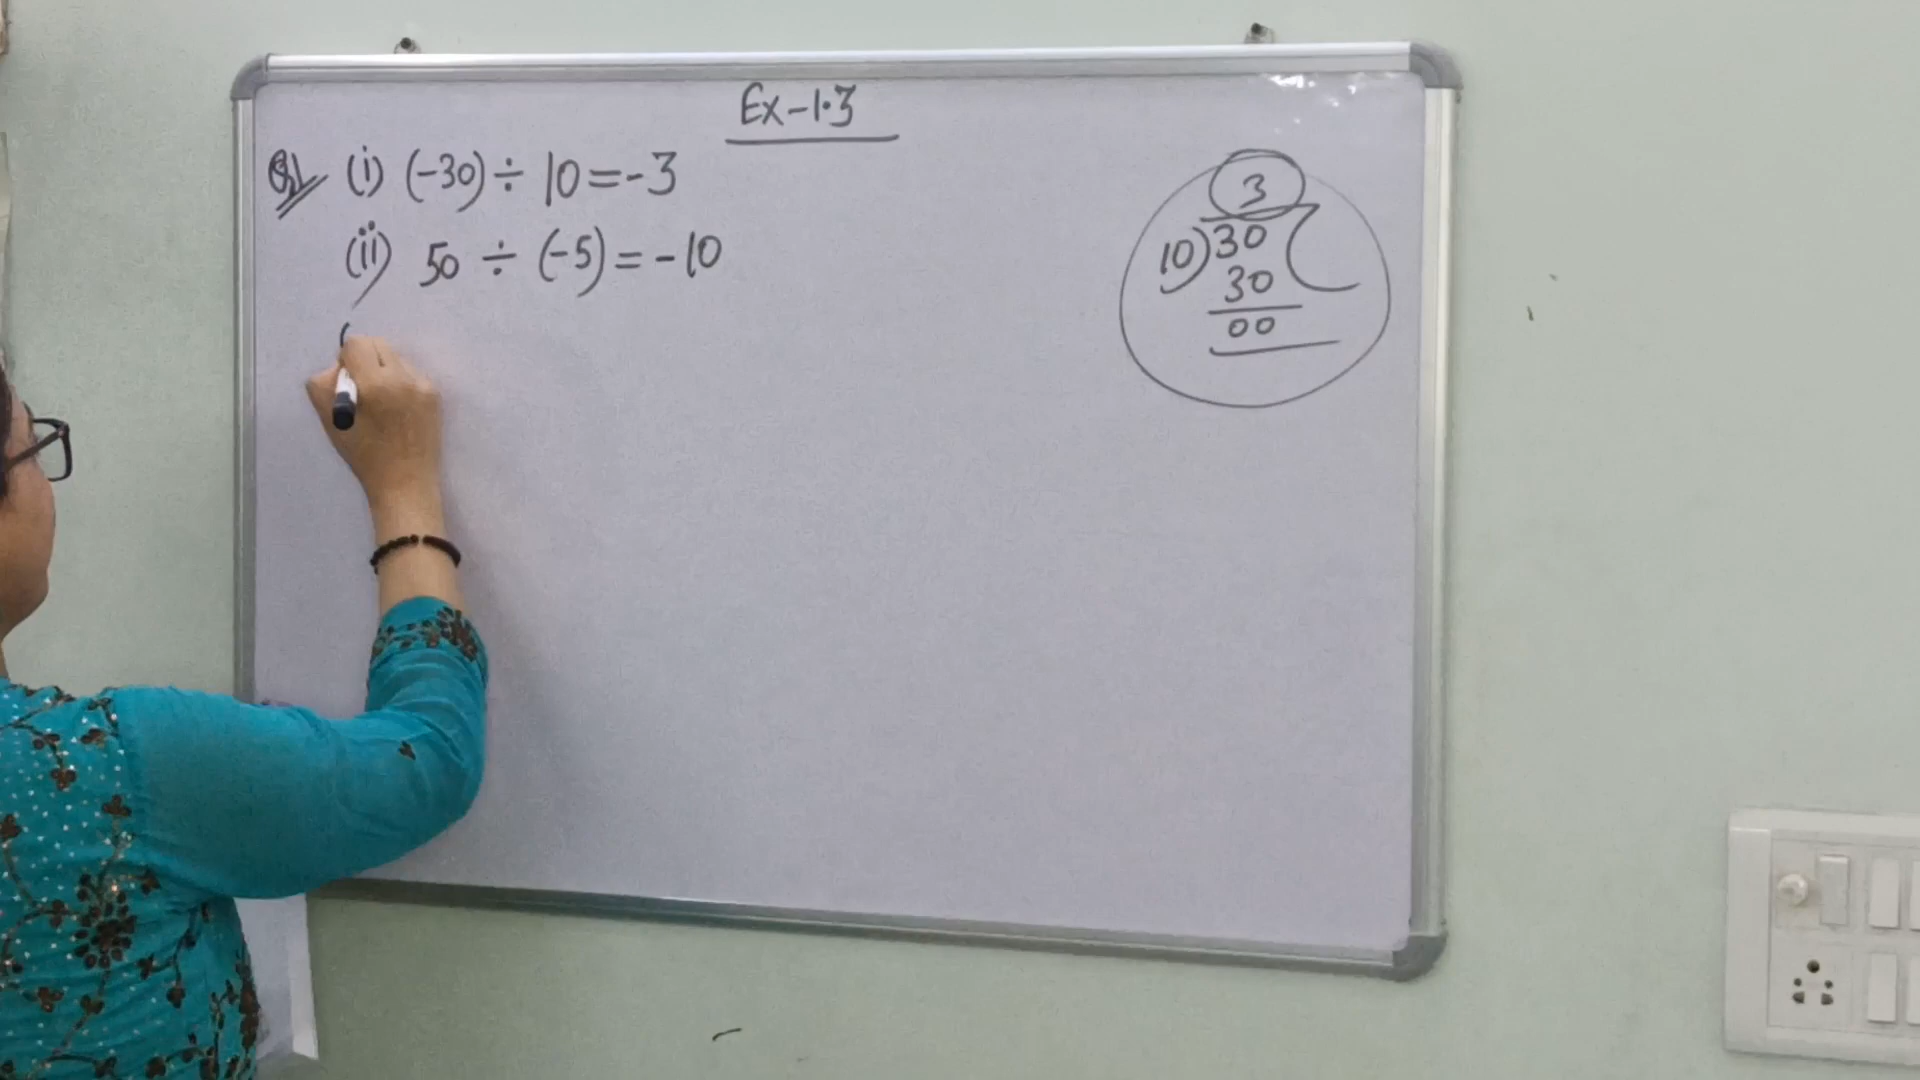 Ex-1.3
Q1 (i) (-30) ÷ 10 = -3
(ii) 50 ÷ (-5) = -10
(
3
10)30(
30
00